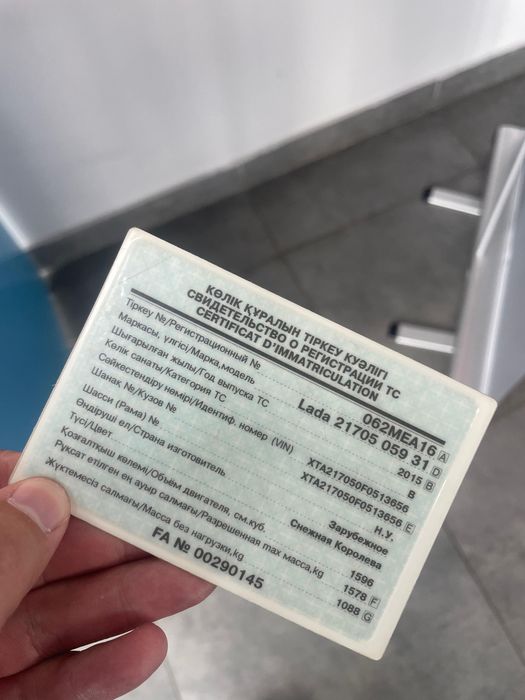 КӨЛІК ҚҰРАЛЫН ТІРКЕУ КУӘЛІГІ
СВИДЕТЕЛЬСТВО О РЕГИСТРАЦИИ ТС
CERTIFICAT D'IMMATRICULATION
Тіркеу №/Регистрационный № 062MEA16 A
Маркасы, үлгісі/Марка,модель Lada 21705 059 31 D
Шығарылған жылы/Год выпуска ТС 2015 B
Көлік санаты/Категория ТС B
Сәйкестендіру нөмірі/Идентиф. номер (VIN) XTA217050F0513656
Шанақ №/Кузов № XTA217050F0513656 E
Шасси (Рама) № Н.У.
Өндіруші ел/Страна изготовитель Зарубежное
Түсі/Цвет Снежная Королева
Қозғалтқыш көлемі/Объём двигателя, см.куб. 1596
Руқсат етілген ең ауыр салмағы/Разрешенная max масса,kg 1578 F
Жүктемесіз салмағы/Масса без нагрузки,kg 1088 G
FA № 00290145